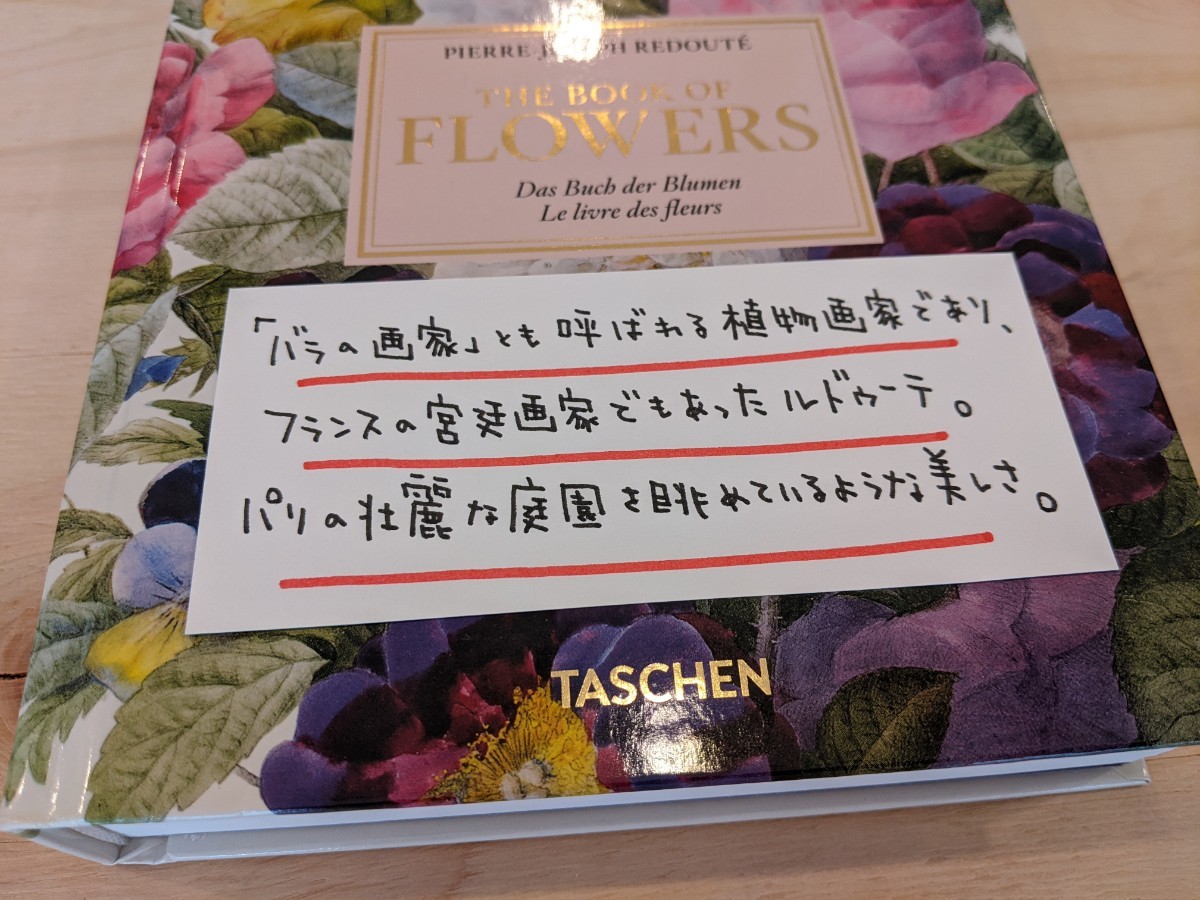 PIERRE-JOSEPH REDOUTÉ
THE BOOK OF
FLOWERS
Das Buch der Blumen
Le livre des fleurs
「バラの画家」とも呼ばれる植物画家であり、
フランスの宮廷画家でもあったルドゥーテ。
パリの壮麗な庭園を眺めているような美しさ。
TASCHEN